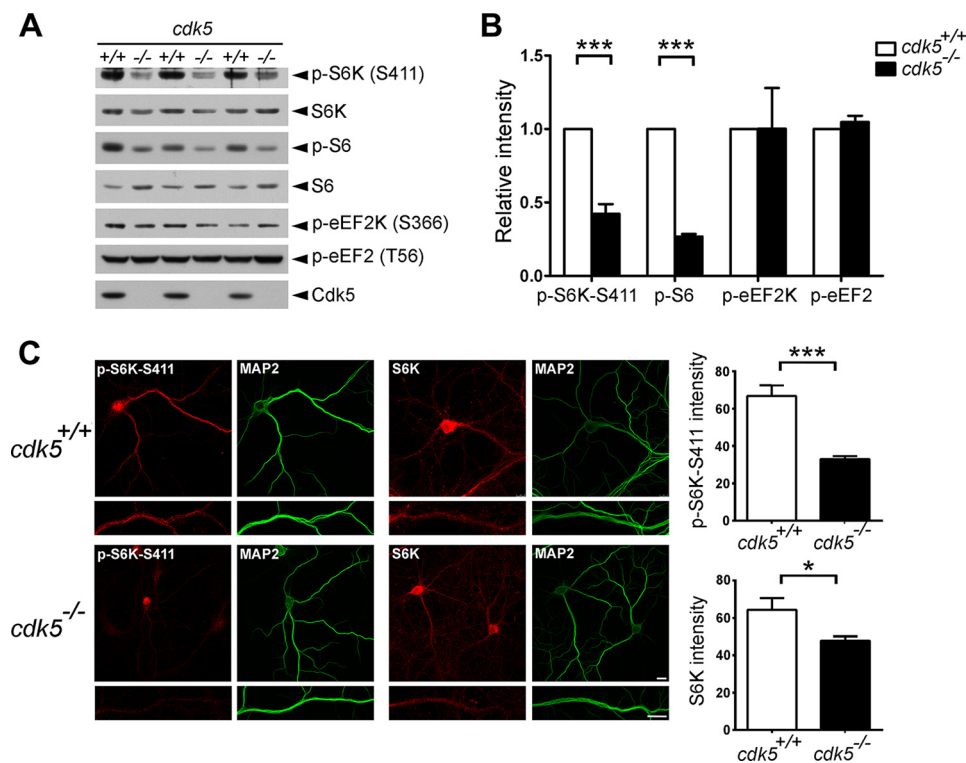 A
cdk5
+/+ -/- +/+ -/- +/+ -/-
p-S6K (S411)
S6K
p-S6
S6
p-eEF2K (S366)
p-eEF2 (T56)
Cdk5
B
cdk5+/+
cdk5-/-
*** ***
Relative intensity
1.5
1.0
0.5
0.0
p-S6K-S411 p-S6 p-eEF2K p-eEF2
C
cdk5+/+
p-S6K-S411 MAP2 S6K MAP2
cdk5-/-
p-S6K-S411 MAP2 S6K MAP2
***
p-S6K-S411 intensity
80
60
40
20
0
cdk5+/+ cdk5-/-
*
S6K intensity
80
60
40
20
0
cdk5+/+ cdk5-/-